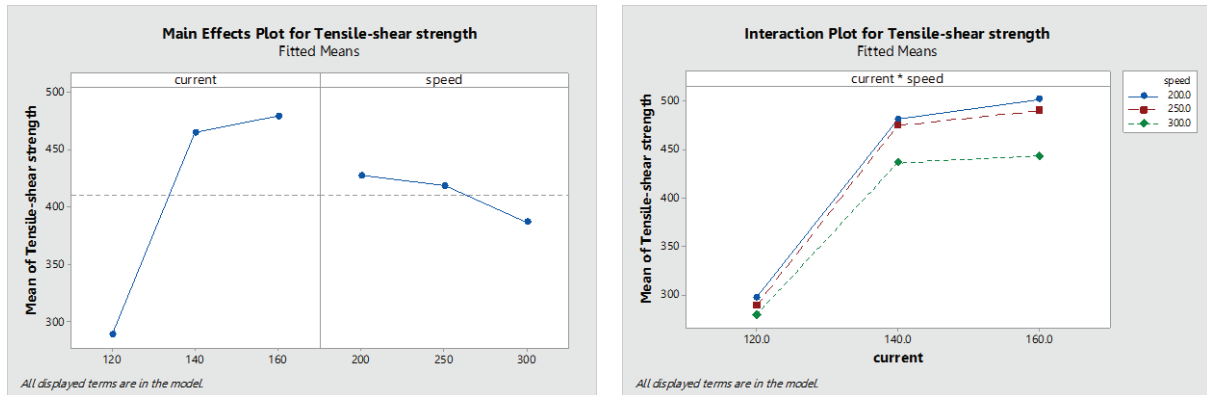 Main Effects Plot for Tensile-shear strength
Fitted Means
current speed
Mean of Tensile-shear strength
500
450
400
350
300
120 140 160 200 250 300
All displayed terms are in the model.
Interaction Plot for Tensile-shear strength
Fitted Means
current * speed
Mean of Tensile-shear strength
500
450
400
350
300
120.0 140.0 160.0
current
speed
200.0
250.0
300.0
All displayed terms are in the model.